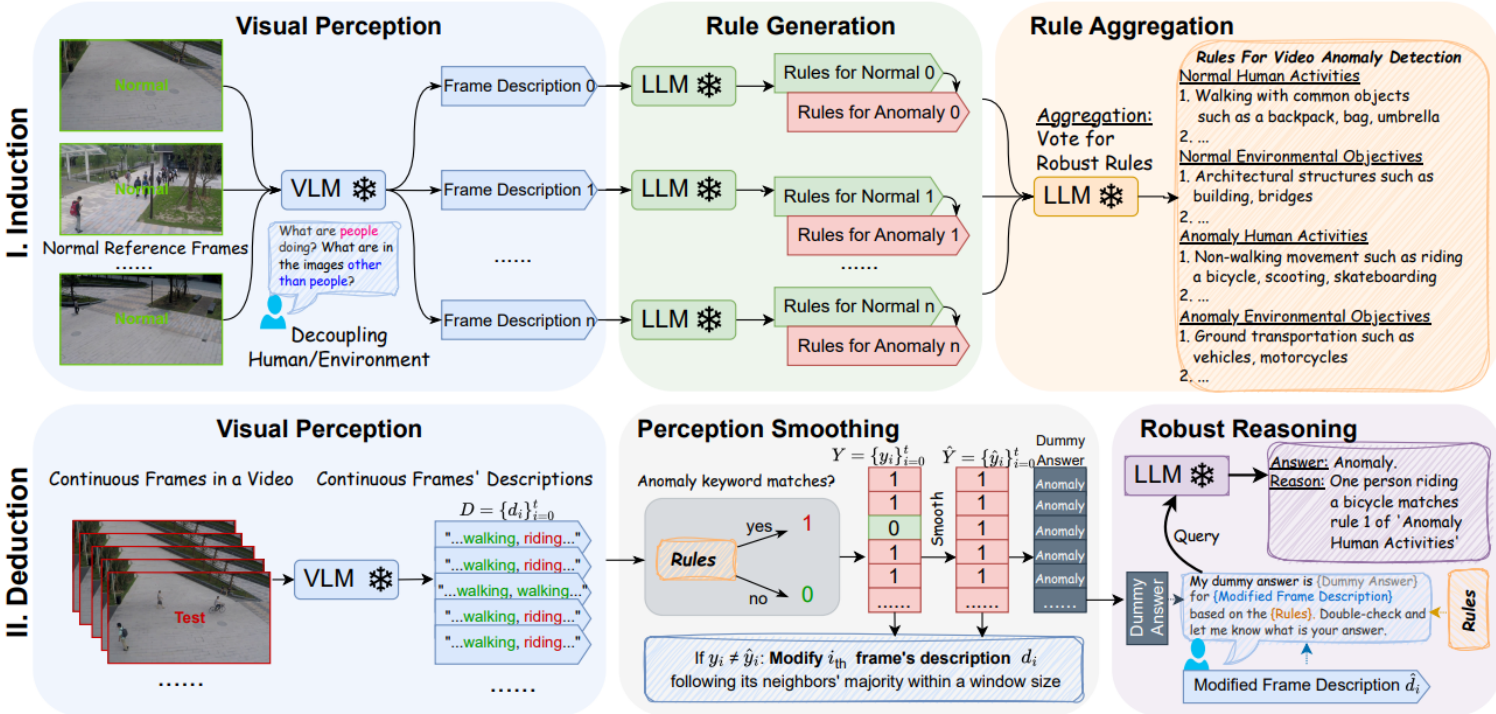 I. Induction
Visual Perception
Normal
Normal
Normal Reference Frames
......
Normal
VLM
What are people
doing? What are in
the images other
than people?
Decoupling
Human/Environment
Frame Description 0
Frame Description 1
......
Frame Description n
Rule Generation
LLM
Rules for Normal 0
Rules for Anomaly 0
LLM
Rules for Normal 1
Rules for Anomaly 1
......
LLM
Rules for Normal n
Rules for Anomaly n
Rule Aggregation
Aggregation:
Vote for
Robust Rules
LLM
Rules For Video Anomaly Detection
Normal Human Activities
1. Walking with common objects
such as a backpack, bag, umbrella
2. ...
Normal Environmental Objectives
1. Architectural structures such as
building, bridges
2. ...
Anomaly Human Activities
1. Non-walking movement such as riding
a bicycle, scooting, skateboarding
2. ...
Anomaly Environmental Objectives
1. Ground transportation such as
vehicles, motorcycles
2. ...
II. Deduction
Visual Perception
Continuous Frames in a Video
Test
......
VLM
Continuous Frames' Descriptions
D = {d_i}_{i=0}^t
"...walking, riding..."
"...walking, riding..."
"...walking, walking..."
"...walking, riding..."
"...walking, riding..."
......
Perception Smoothing
Anomaly keyword matches?
Rules
yes
1
no
0
Y = {y_i}_{i=0}^t
1
1
0
1
1
......
Smooth
Ŷ = {ŷ_i}_{i=0}^t
1
1
1
1
1
......
Dummy
Answer
Anomaly
Anomaly
Anomaly
Anomaly
Anomaly
......
If y_i ≠ ŷ_i: Modify i_th frame's description d_i
following its neighbors' majority within a window size
Robust Reasoning
LLM
Query
Answer: Anomaly.
Reason: One person riding
a bicycle matches
rule 1 of 'Anomaly
Human Activities'
Dummy
Answer
My dummy answer is {Dummy Answer}
for {Modified Frame Description}
based on the {Rules}. Double-check and
let me know what is your answer.
Rules
Modified Frame Description d̂_i